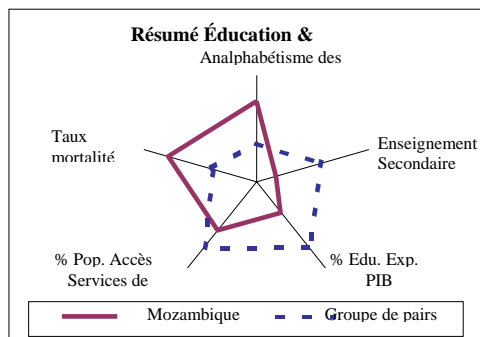 Résumé Éducation &
Analphabétisme des
Taux
mortalité
Enseignement
Secondaire
% Pop. Accès
Services de
% Edu. Exp.
PIB
Mozambique
Groupe de pairs